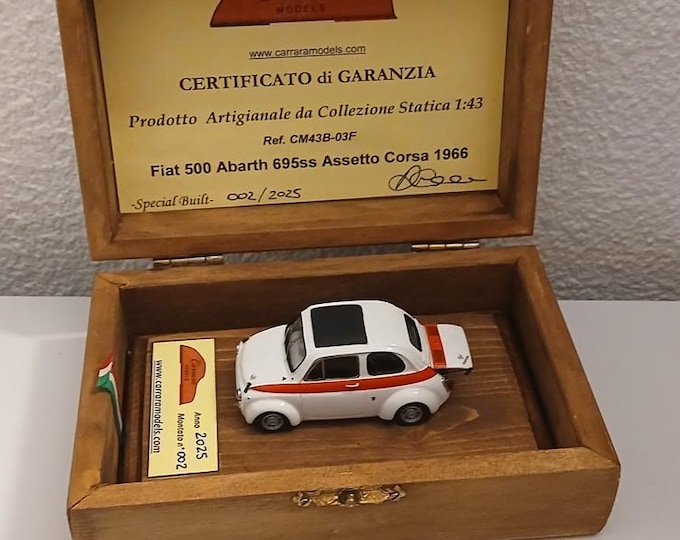 MODELS
www.carraramodels.com
CERTIFICATO di GARANZIA
Prodotto Artigianale da Collezione Statica 1:43
Ref. CM43B-03F
Fiat 500 Abarth 695ss Assetto Corsa 1966
-Special Built- 002/2025
www.carraramodels.com
Anno 2025
Montato n° 002